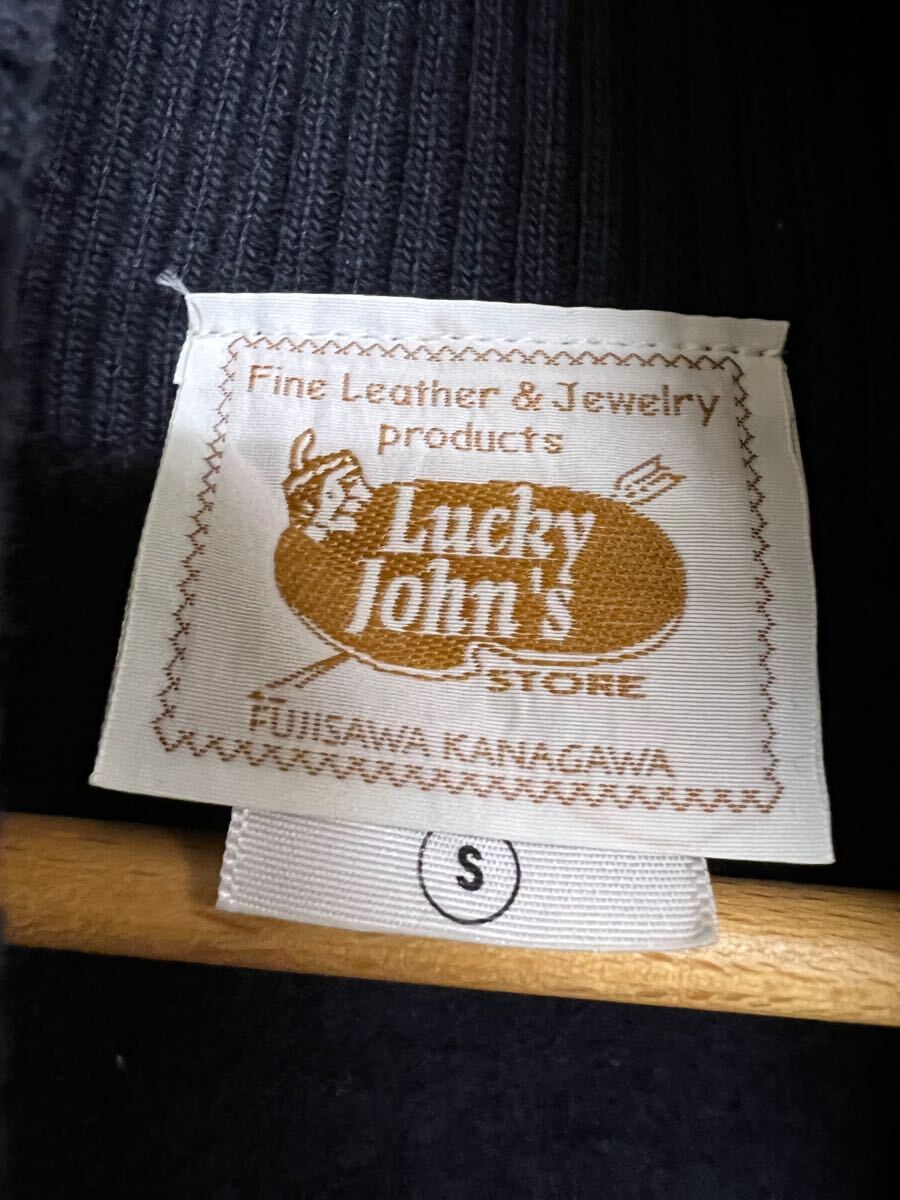 Fine Leather & Jewelry
products
Lucky
John's
STORE
FUJISAWA KANAGAWA
S